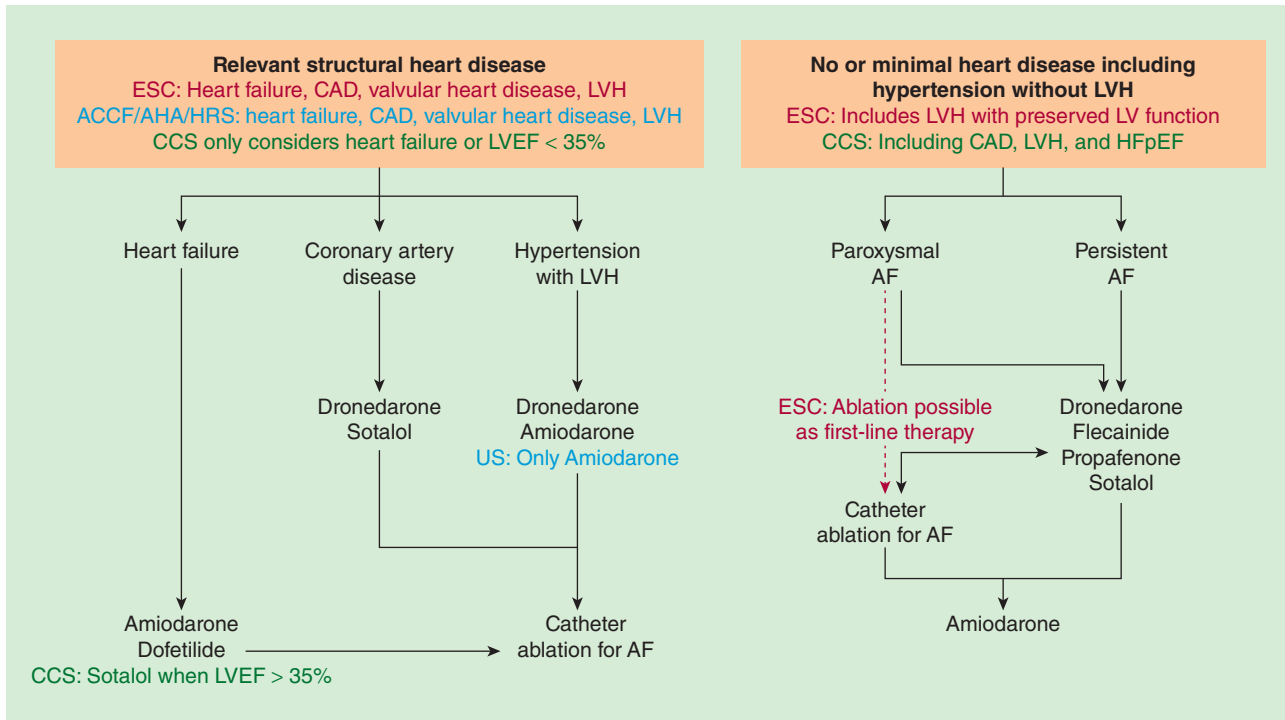 Relevant structural heart disease
ESC: Heart failure, CAD, valvular heart disease, LVH
ACCF/AHA/HRS: heart failure, CAD, valvular heart disease, LVH
CCS only considers heart failure or LVEF < 35%
Heart failure
Coronary artery
disease
Hypertension
with LVH
Dronedarone
Sotalol
Dronedarone
Amiodarone
US: Only Amiodarone
Amiodarone
Dofetilide
CCS: Sotalol when LVEF > 35%
Catheter
ablation for AF
No or minimal heart disease including
hypertension without LVH
ESC: Includes LVH with preserved LV function
CCS: Including CAD, LVH, and HFpEF
Paroxysmal
AF
Persistent
AF
ESC: Ablation possible
as first-line therapy
Dronedarone
Flecainide
Propafenone
Sotalol
Catheter
ablation for AF
Amiodarone